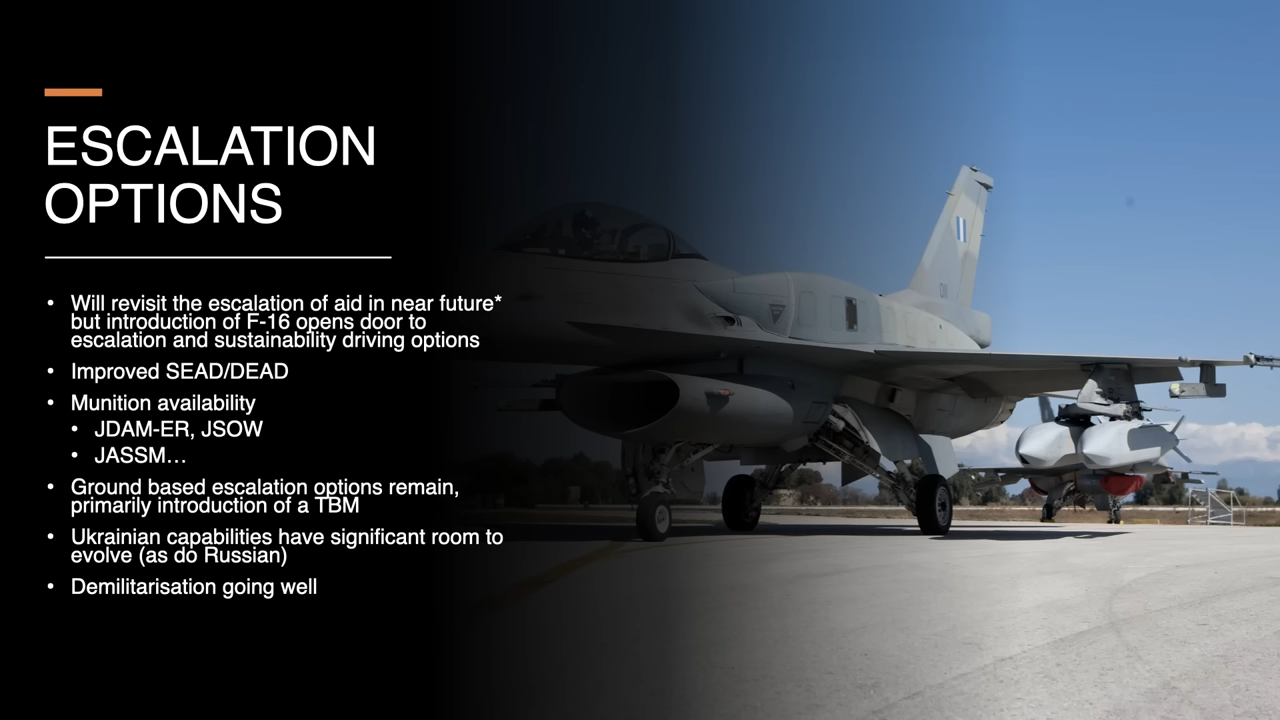 ESCALATION
OPTIONS
• Will revisit the escalation of aid in near future*
but introduction of F-16 opens door to
escalation and sustainability driving options
• Improved SEAD/DEAD
• Munition availability
• JDAM-ER, JSOW
• JASSM…
• Ground based escalation options remain,
primarily introduction of a TBM
• Ukrainian capabilities have significant room to
evolve (as do Russian)
• Demilitarisation going well